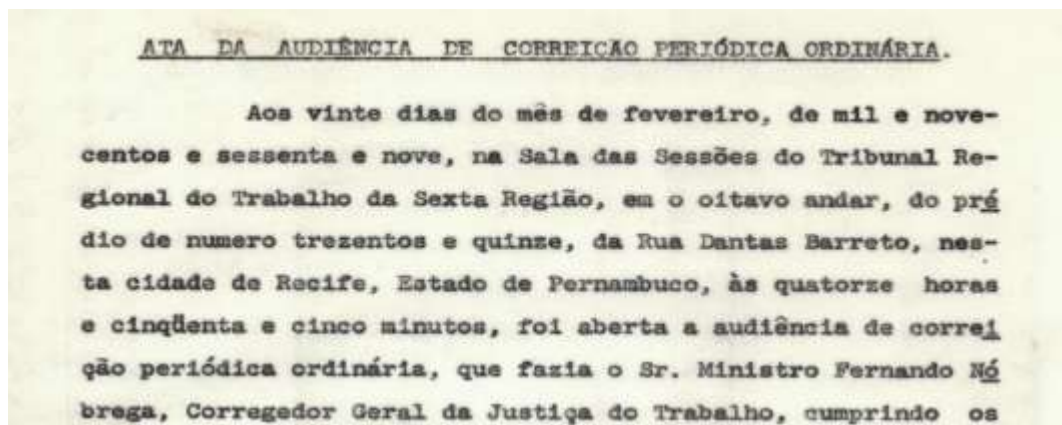 ATA DA AUDIÊNCIA DE CORREIÇÃO PERIÓDICA ORDINÁRIA.
Aos vinte dias do mês de fevereiro, de mil e nove-
centos e sessenta e nove, na Sala das Sessões do Tribunal Re-
gional do Trabalho da Sexta Região, em o oitavo andar, do pré
dio de numero trezentos e quinze, da Rua Dantas Barreto, nes-
ta cidade de Recife, Estado de Pernambuco, às quatorze horas
e cinqüenta e cinco minutos, foi aberta a audiência de correi
ção periódica ordinária, que fazia o Sr. Ministro Fernando Nó
brega, Corregedor Geral da Justiça do Trabalho, cumprindo os